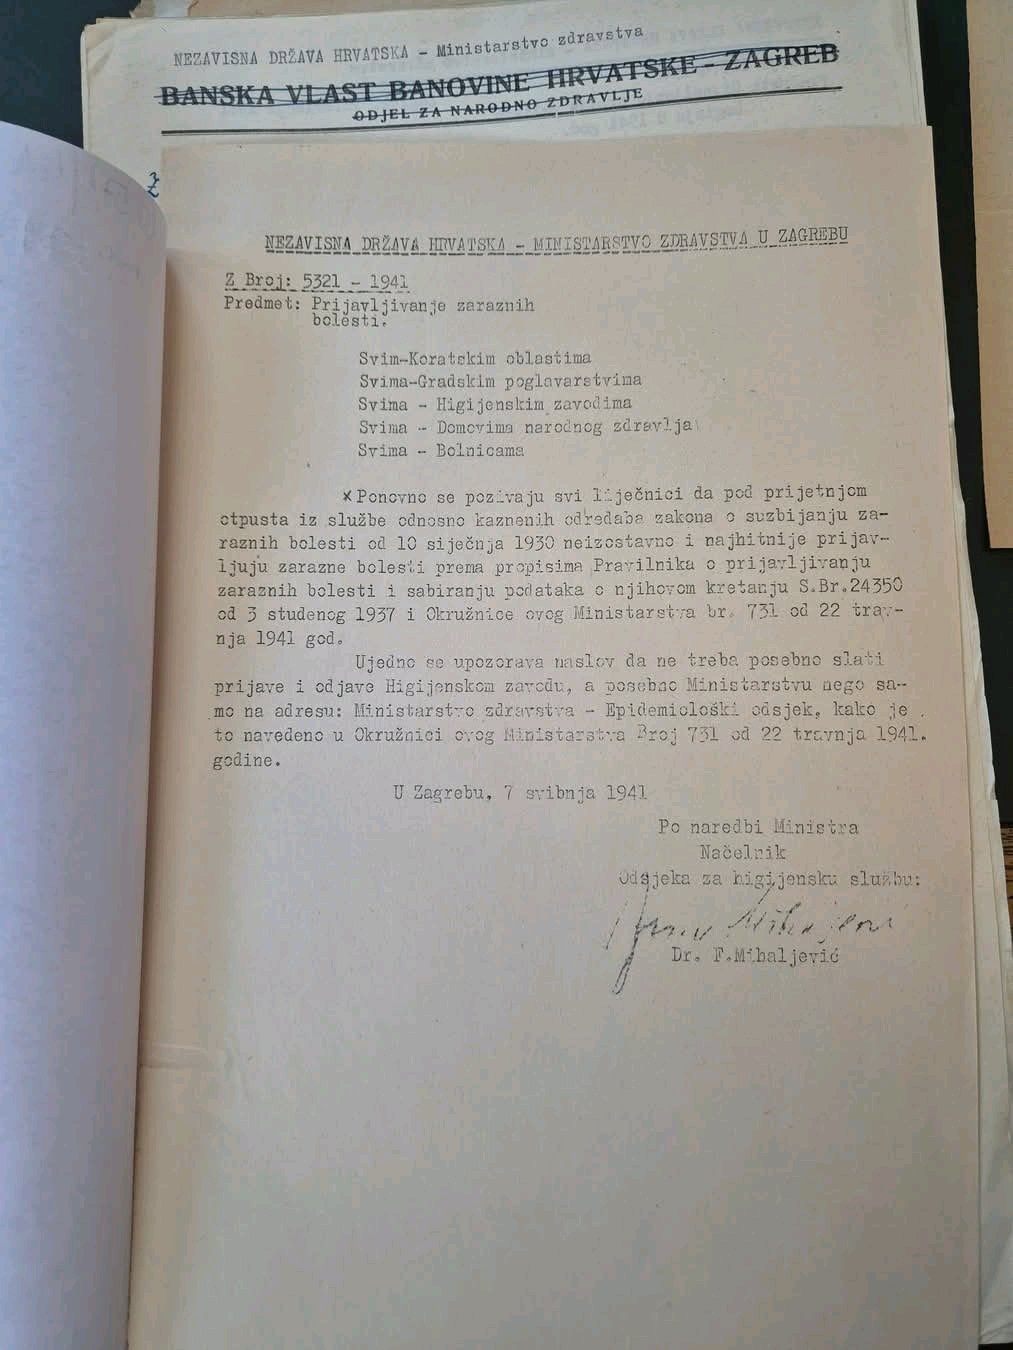 NEZAVISNA DRŽAVA HRVATSKA - Ministarstvo zdravstva
BANSKA VLAST BANOVINE HRVATSKE - ZAGREB
ODJEL ZA NARODNO ZDRAVLJE
Ž
NEZAVISNA DRŽAVA HRVATSKA - MINISTARSTVO ZDRAVSTVA U ZAGREBU
Z Broj: 5321 - 1941
Predmet: Prijavljivanje zaraznih
bolesti.
Svim-Koratskim oblastima
Svima-Gradskim poglavarstvima
Svima - Higijenskim zavodima
Svima - Domovima narodnog zdravlja
Svima - Bolnicama
xPonovno se pozivaju svi liječnici da pod prijetnjom
otpusta iz službe odnosno kaznenih odredaba zakona o suzbijanju za-
raznih bolesti od 10 siječnja 1930 neizostavno i najhitnije prijav-
ljuju zarazne bolesti prema propisima Pravilnika o prijavljivanju
zaraznih bolesti i sabiranju podataka o njihovom kretanju S.Br.24350
od 3 studenog 1937 i Okružnice ovog Ministarstva br. 731 od 22 trav-
nja 1941 god.
Ujedno se upozorava naslov da ne treba posebno slati
prijave i odjave Higijenskom zavodu, a posebno Ministarstvu nego sa-
mo na adresu: Ministarstvo zdravstva - Epidemiološki odsjek, kako je
to navedeno u Okružnici ovog Ministarstva Broj 731 od 22 travnja 1941.
godine.
U Zagrebu, 7 svibnja 1941
Po naredbi Ministra
Načelnik
Odsjeka za higijensku službu:
Dr. F.Mihaljević